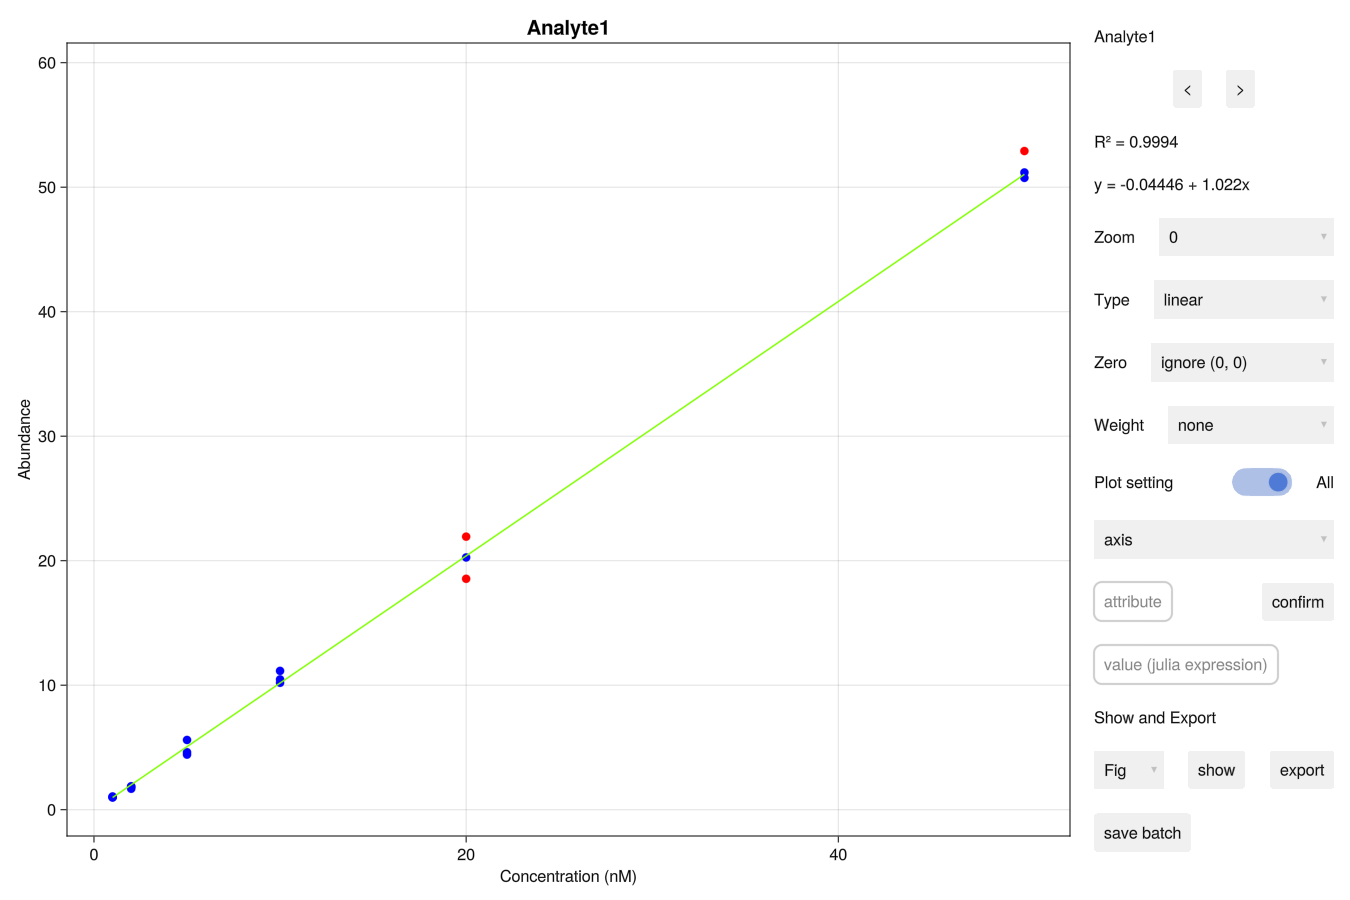 Analyte1
60
50
40
30
20
10
0
Abundance
0 20 40
Concentration (nM)
Analyte1
< >
R² = 0.9994
y = -0.04446 + 1.022x
Zoom 0
Type linear
Zero ignore (0, 0)
Weight none
Plot setting All
axis
attribute confirm
value (julia expression)
Show and Export
Fig show export
save batch